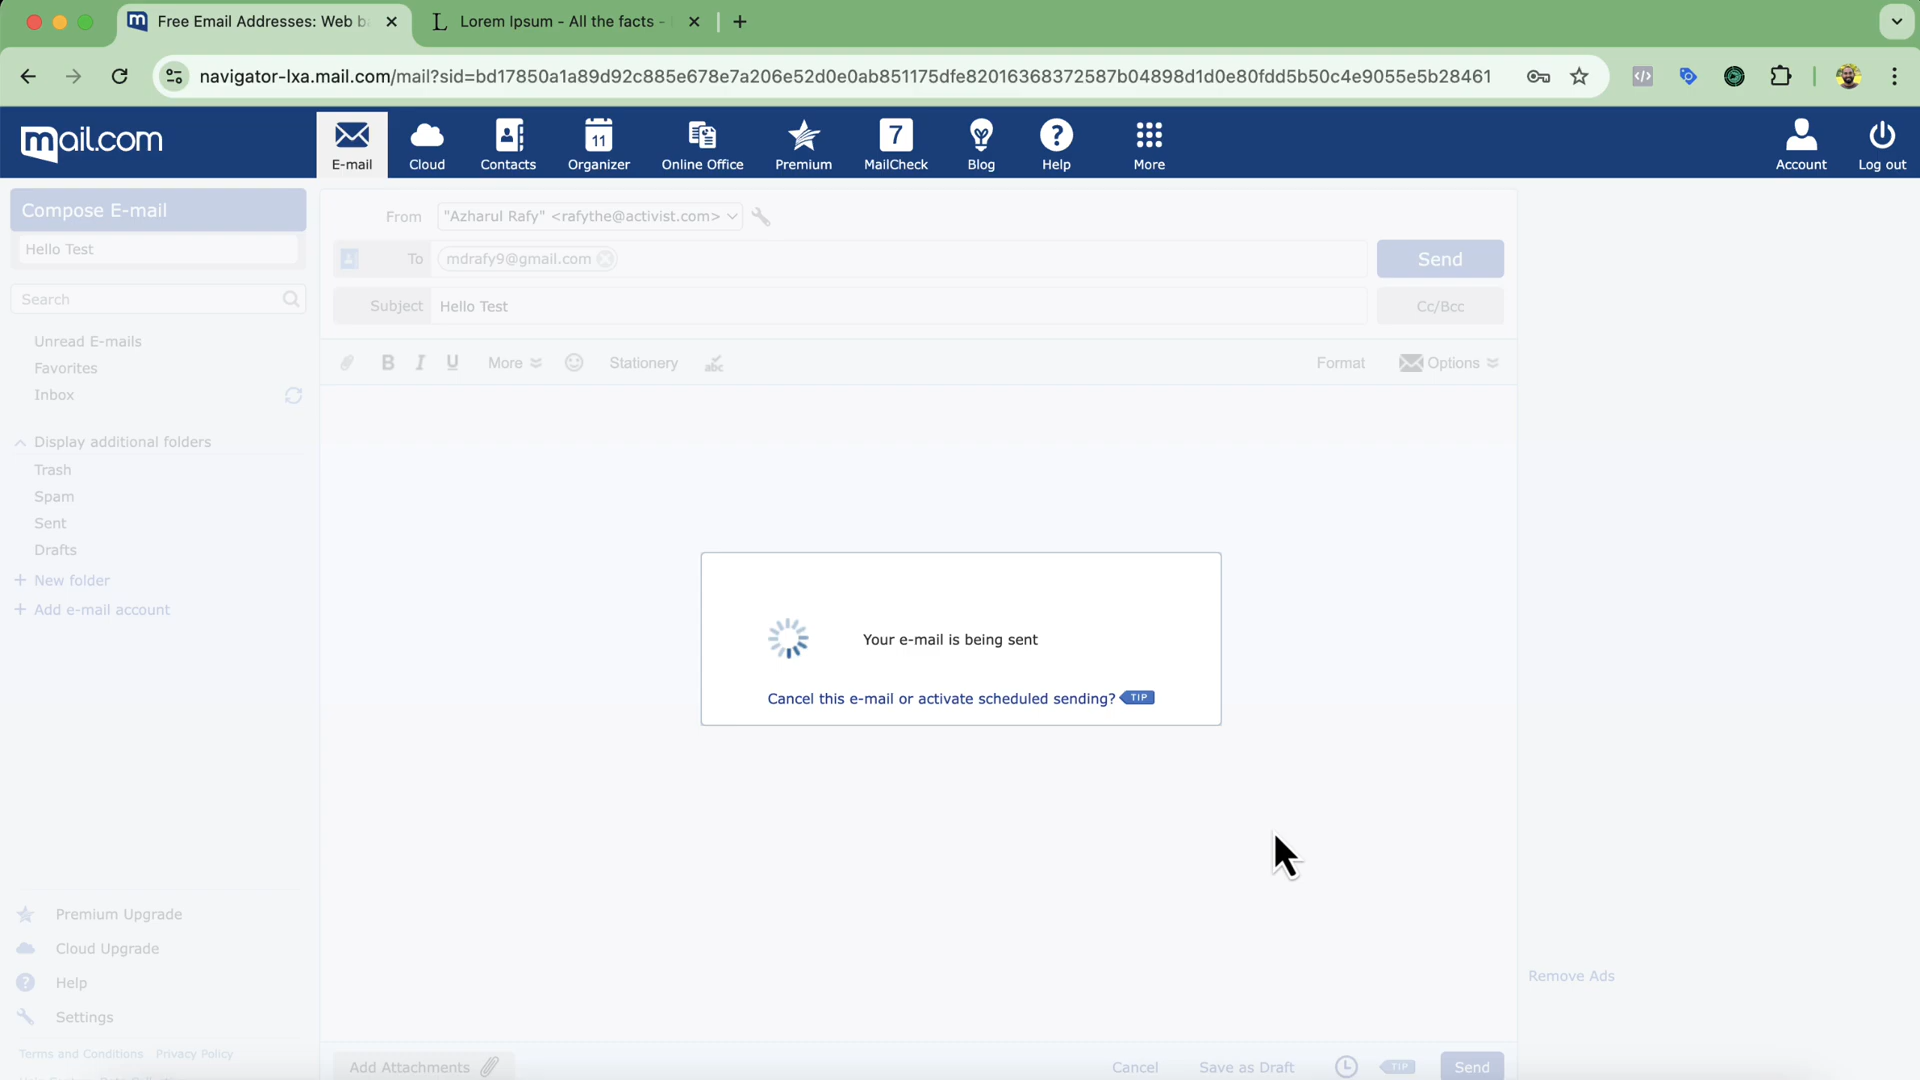 Free Email Addresses: Web b
Lorem Ipsum - All the facts -
navigator-lxa.mail.com/mail?sid=bd17850a1a89d92c885e678e7a206e52d0e0ab851175dfe82016368372587b04898d1d0e80fdd5b50c4e9055e5b28461
mail.com
E-mail
Cloud
Contacts
11
Organizer
Online Office
Premium
7
MailCheck
Blog
Help
More
Account
Log out
Compose E-mail
Hello Test
Search
Unread E-mails
Favorites
Inbox
Display additional folders
Trash
Spam
Sent
Drafts
+ New folder
+ Add e-mail account
Premium Upgrade
Cloud Upgrade
Help
Settings
Terms and Conditions Privacy Policy
From "Azharul Rafy" <rafythe@activist.com>
To mdrafy9@gmail.com
Send
Subject Hello Test
Cc/Bcc
B I U More Stationery abc Format Options
Your e-mail is being sent
Cancel this e-mail or activate scheduled sending? TIP
Remove Ads
Add Attachments Cancel Save as Draft TIP Send